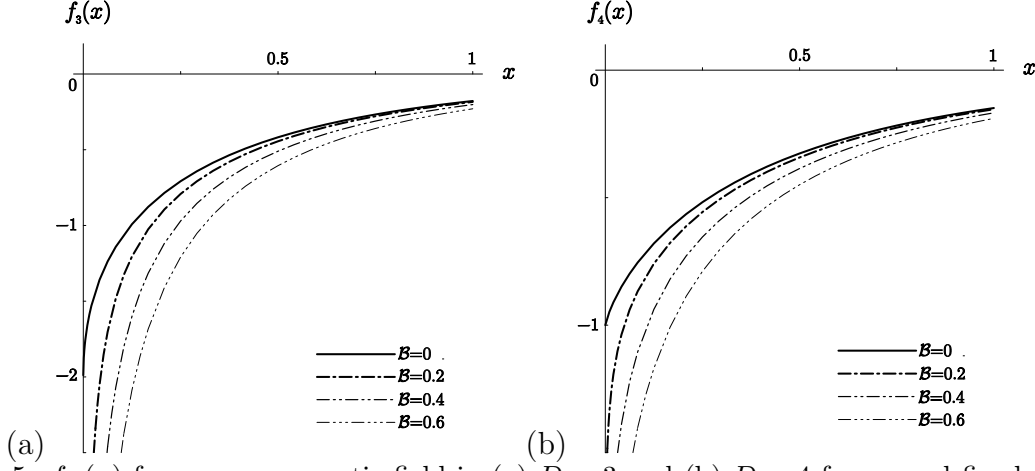 f₃(x)
0.5
1
x
0
−1
−2
ℬ=0
ℬ=0.2
ℬ=0.4
ℬ=0.6
(a)
f₄(x)
0.5
1
x
0
−1
ℬ=0
ℬ=0.2
ℬ=0.4
ℬ=0.6
(b)